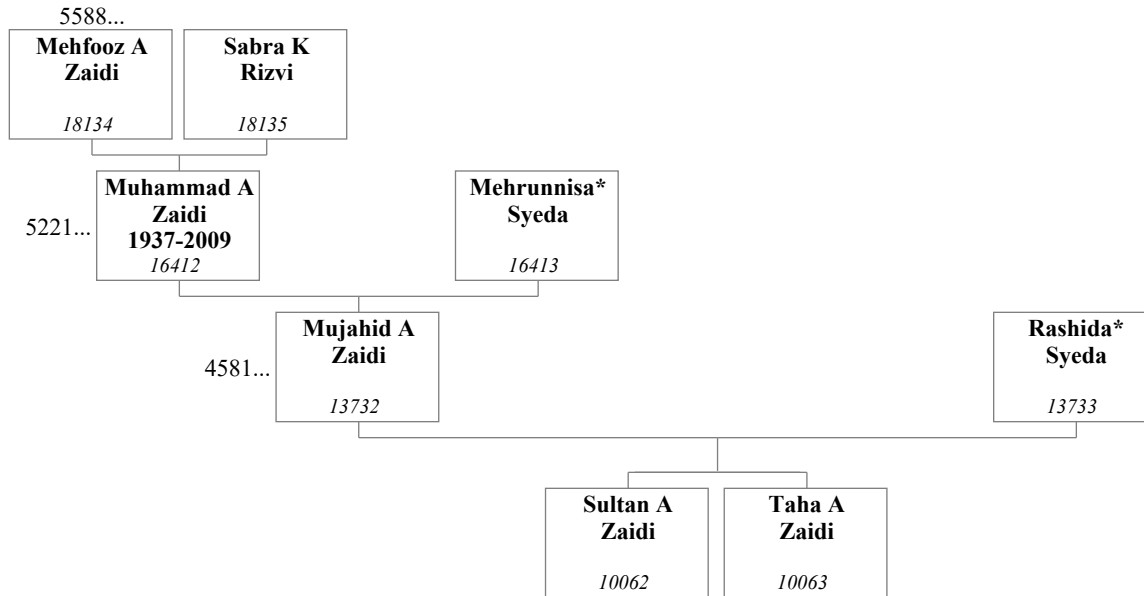 5588...
Mehfooz A
Zaidi
18134
Sabra K
Rizvi
18135
5221...
Muhammad A
Zaidi
1937-2009
16412
Mehrunnisa*
Syeda
16413
4581...
Mujahid A
Zaidi
13732
Rashida*
Syeda
13733
Sultan A
Zaidi
10062
Taha A
Zaidi
10063